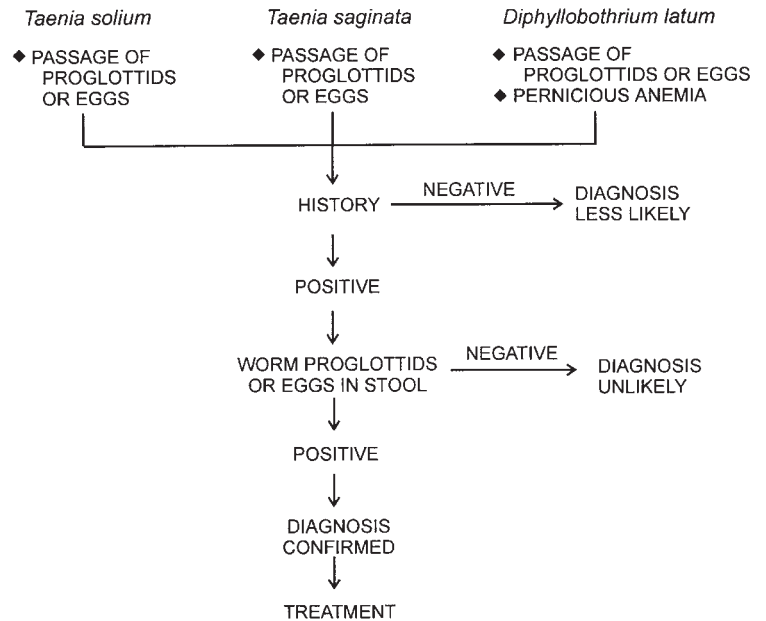 Taenia solium
◆ PASSAGE OF
PROGLOTTIDS
OR EGGS
Taenia saginata
◆ PASSAGE OF
PROGLOTTIDS
OR EGGS
Diphyllobothrium latum
◆ PASSAGE OF
PROGLOTTIDS OR EGGS
◆ PERNICIOUS ANEMIA
HISTORY
NEGATIVE
DIAGNOSIS
LESS LIKELY
POSITIVE
WORM PROGLOTTIDS
OR EGGS IN STOOL
NEGATIVE
DIAGNOSIS
UNLIKELY
POSITIVE
DIAGNOSIS
CONFIRMED
TREATMENT